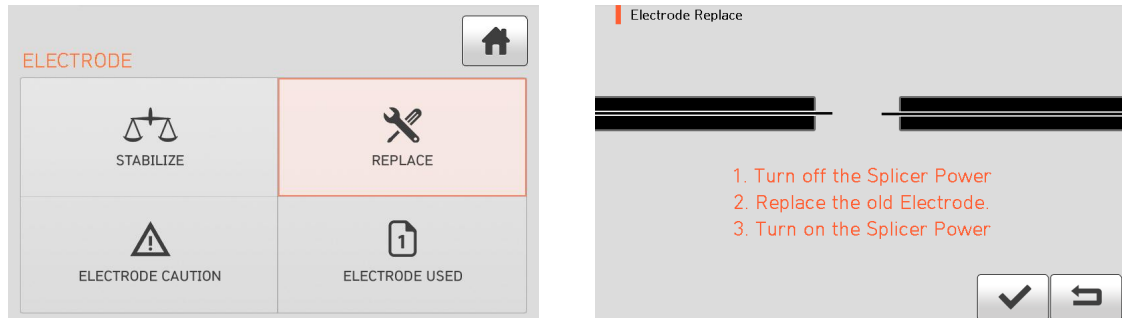 ELECTRODE
STABILIZE
REPLACE
ELECTRODE CAUTION
1
ELECTRODE USED
Electrode Replace
1. Turn off the Splicer Power
2. Replace the old Electrode.
3. Turn on the Splicer Power